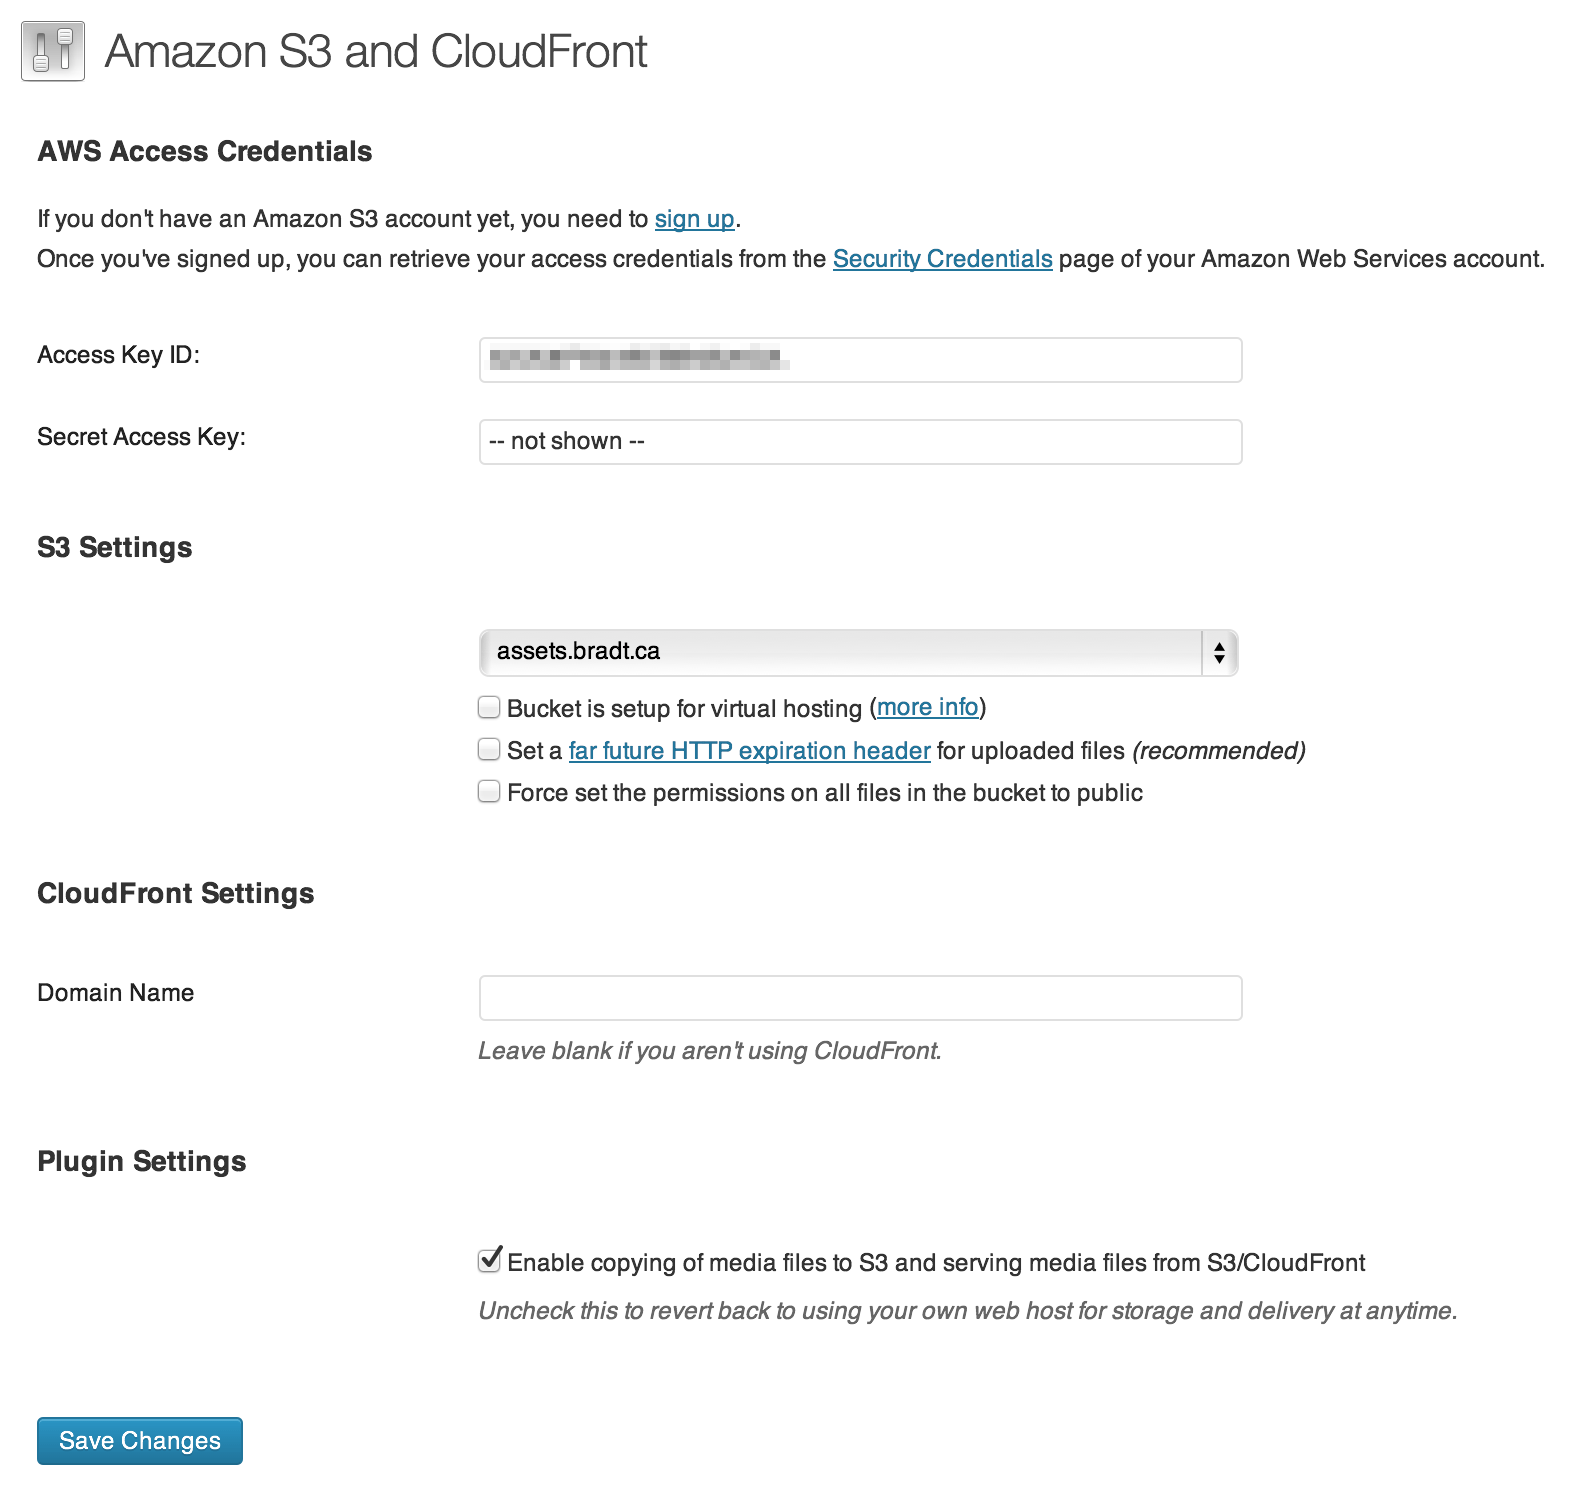 Amazon S3 and CloudFront
AWS Access Credentials
If you don't have an Amazon S3 account yet, you need to sign up.
Once you've signed up, you can retrieve your access credentials from the Security Credentials page of your Amazon Web Services account.
Access Key ID:
Secret Access Key:
-- not shown --
S3 Settings
assets.bradt.ca
Bucket is setup for virtual hosting (more info)
Set a far future HTTP expiration header for uploaded files (recommended)
Force set the permissions on all files in the bucket to public
CloudFront Settings
Domain Name
Leave blank if you aren't using CloudFront.
Plugin Settings
Enable copying of media files to S3 and serving media files from S3/CloudFront
Uncheck this to revert back to using your own web host for storage and delivery at anytime.
Save Changes